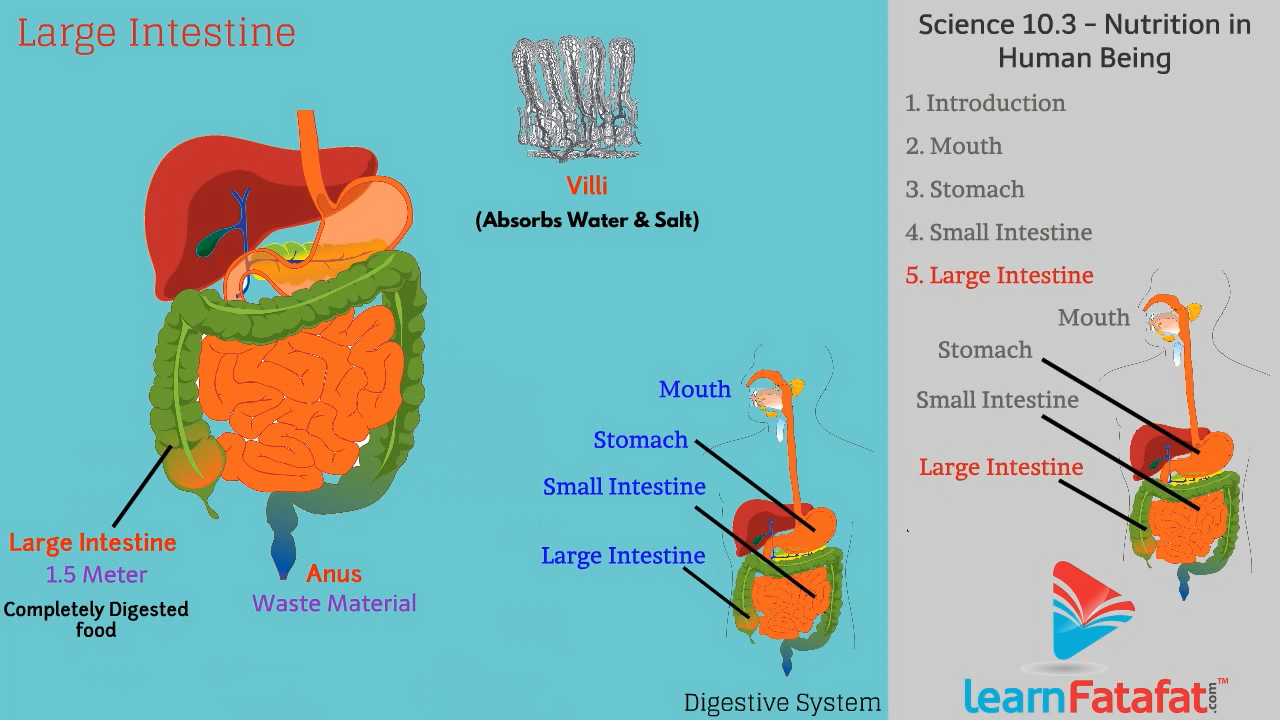 Large Intestine
Villi
(Absorbs Water & Salt)
Large Intestine
1.5 Meter
Completely Digested
food
Anus
Waste Material
Mouth
Stomach
Small Intestine
Large Intestine
Digestive System
Science 10.3 – Nutrition in
Human Being
1. Introduction
2. Mouth
3. Stomach
4. Small Intestine
5. Large Intestine
Mouth
Stomach
Small Intestine
Large Intestine
learnFatafat.com™